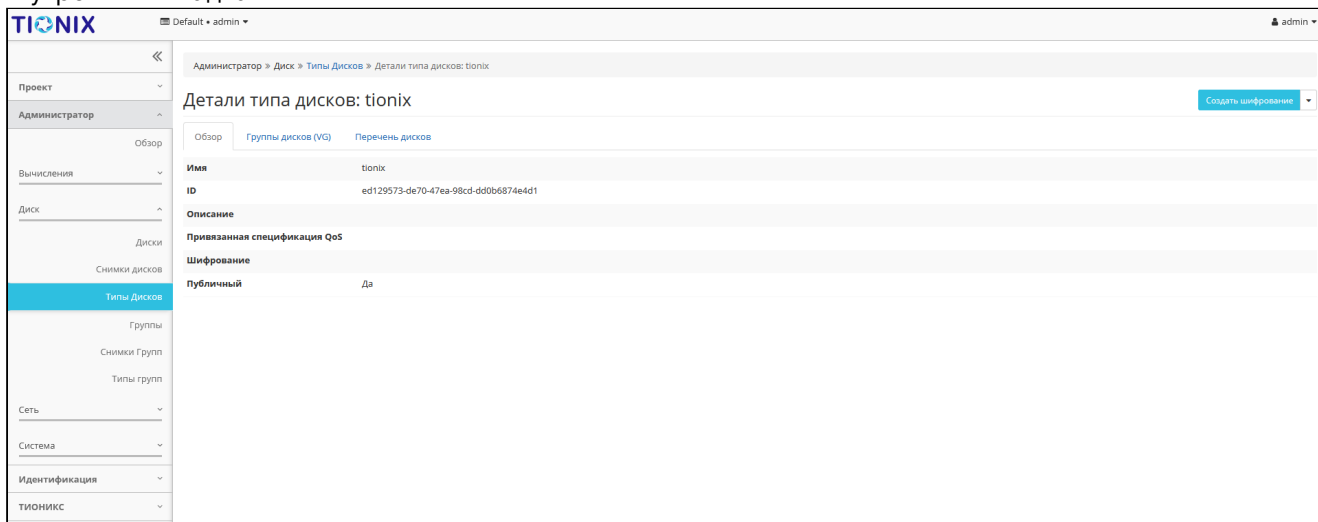 TIONIX
Default • admin
admin
Администратор » Диск » Типы Дисков » Детали типа дисков: tionix
Проект
Администратор
Обзор
Вычисления
Диск
Диски
Снимки дисков
Типы Дисков
Группы
Снимки Групп
Типы групп
Сеть
Система
Идентификация
ТИОНИКС
Детали типа дисков: tionix
Создать шифрование
Обзор Группы дисков (VG) Перечень дисков
Имя tionix
ID ed129573-de70-47ea-98cd-dd0b6874e4d1
Описание
Привязанная спецификация QoS
Шифрование
Публичный Да